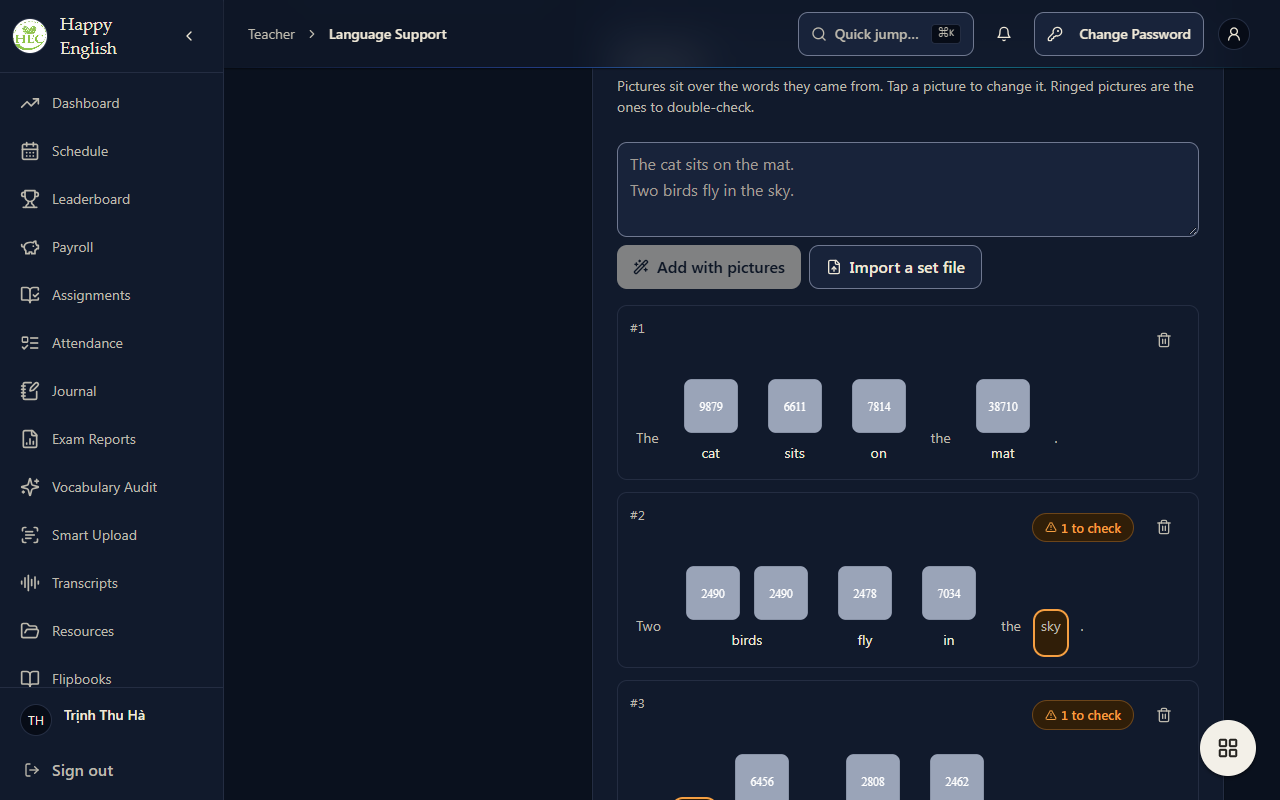 HEC
Happy
English
Teacher > Language Support
Quick jump... ⌘K
Change Password
Dashboard
Schedule
Leaderboard
Payroll
Assignments
Attendance
Journal
Exam Reports
Vocabulary Audit
Smart Upload
Transcripts
Resources
Flipbooks
TH Trịnh Thu Hà
Sign out
Pictures sit over the words they came from. Tap a picture to change it. Ringed pictures are the
ones to double-check.
The cat sits on the mat.
Two birds fly in the sky.
Add with pictures
Import a set file
#1
9879 6611 7814 38710
The cat sits on the mat .
#2
1 to check
2490 2490 2478 7034
Two birds fly in the sky .
#3
1 to check
6456 2808 2462